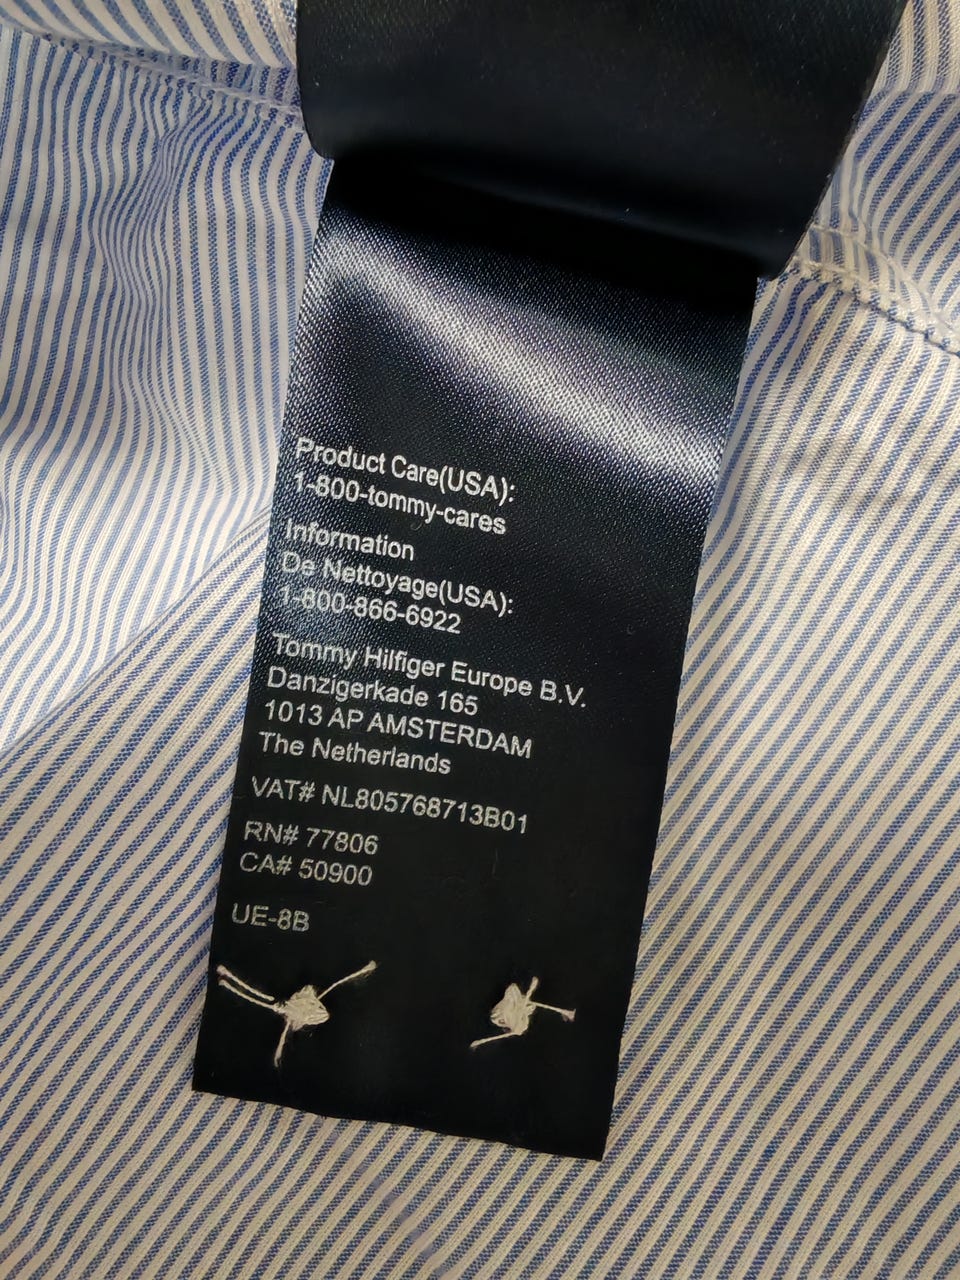 Product Care(USA):
1-800-tommy-cares
Information
De Nettoyage(USA):
1-800-866-6922
Tommy Hilfiger Europe B.V.
Danzigerkade 165
1013 AP AMSTERDAM
The Netherlands
VAT# NL805768713B01
RN# 77806
CA# 50900
UE-8B